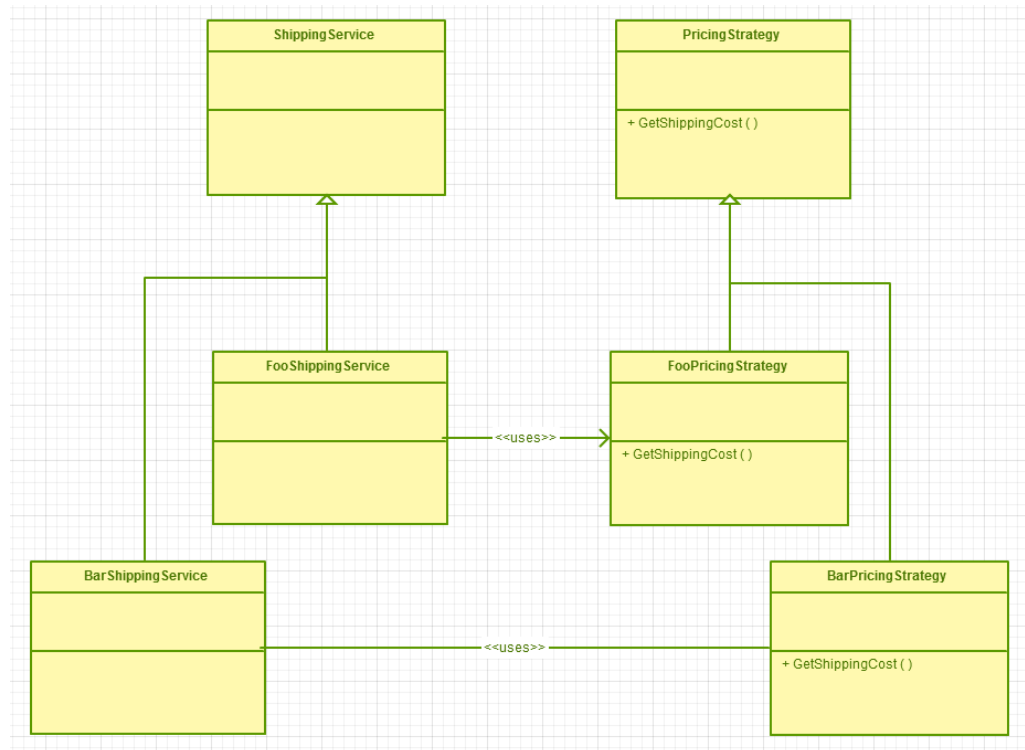 ShippingService
PricingStrategy
+ GetShippingCost ( )
FooShippingService
FooPricingStrategy
<<uses>>
+ GetShippingCost ( )
BarShippingService
BarPricingStrategy
<<uses>>
+ GetShippingCost ( )